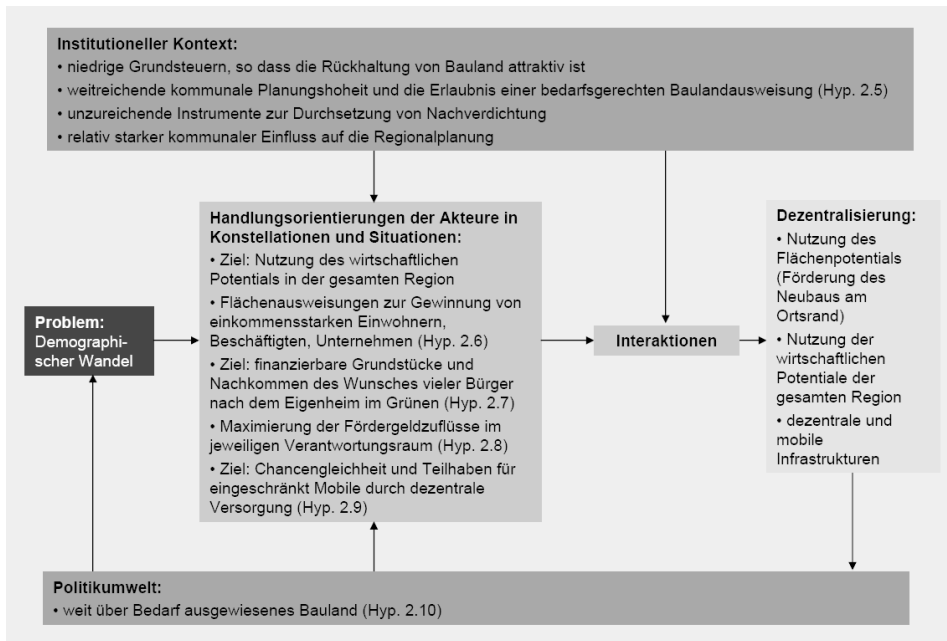 Institutioneller Kontext:
• niedrige Grundsteuern, so dass die Rückhaltung von Bauland attraktiv ist
• weitreichende kommunale Planungshoheit und die Erlaubnis einer bedarfsgerechten Baulandausweisung (Hyp. 2.5)
• unzureichende Instrumente zur Durchsetzung von Nachverdichtung
• relativ starker kommunaler Einfluss auf die Regionalplanung
Problem:
Demographi-
scher Wandel
Handlungsorientierungen der Akteure in
Konstellationen und Situationen:
• Ziel: Nutzung des wirtschaftlichen
Potentials in der gesamten Region
• Flächenausweisungen zur Gewinnung von
einkommensstarken Einwohnern,
Beschäftigten, Unternehmen (Hyp. 2.6)
• Ziel: finanzierbare Grundstücke und
Nachkommen des Wunsches vieler Bürger
nach dem Eigenheim im Grünen (Hyp. 2.7)
• Maximierung der Fördergeldzuflüsse im
jeweiligen Verantwortungsraum (Hyp. 2.8)
• Ziel: Chancengleichheit und Teilhaben für
eingeschränkt Mobile durch dezentrale
Versorgung (Hyp. 2.9)
Interaktionen
Dezentralisierung:
• Nutzung des
Flächenpotentials
(Förderung des
Neubaus am
Ortsrand)
• Nutzung der
wirtschaftlichen
Potentiale der
gesamten Region
• dezentrale und
mobile
Infrastrukturen
Politikumwelt:
• weit über Bedarf ausgewiesenes Bauland (Hyp. 2.10)